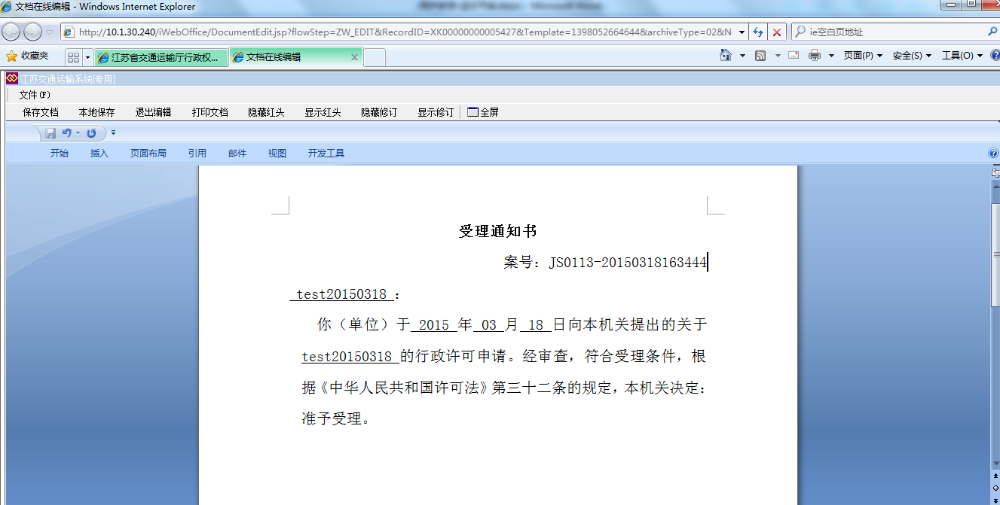 文档在线编辑 - Windows Internet Explorer
http://10.1.30.240/iWebOffice/DocumentEdit.jsp?flowStep=ZW_EDIT&RecordID=XK00000000005427&Template=1398052664644&archiveType=02&N
ie空白页地址
收藏夹
江苏省交通运输厅行政权...
文档在线编辑
页面(P)
安全(S)
工具(O)
江苏交通运输系统[专用]
文件(F)
保存文档 本地保存 退出编辑 打印文档 隐藏红头 显示红头 隐藏修订 显示修订 全屏
开始 插入 页面布局 引用 邮件 视图 开发工具
受理通知书
案号：JS0113-20150318163444
test20150318 ：
你（单位）于 2015 年 03 月 18 日向本机关提出的关于
test20150318 的行政许可申请。经审查，符合受理条件，根
据《中华人民共和国许可法》第三十二条的规定，本机关决定：
准予受理。